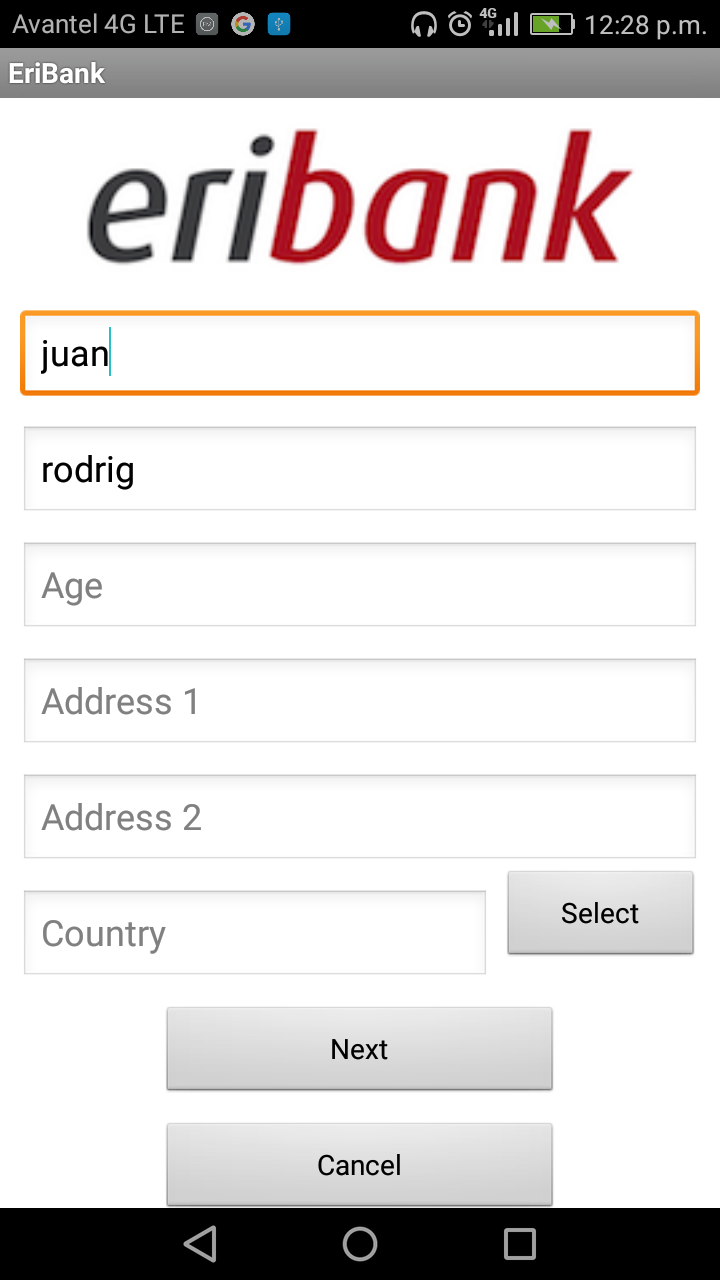 Avantel 4G LTE 4G 12:28 p.m.
EriBank
eribank
juan
rodrig
Age
Address 1
Address 2
Country
Select
Next
Cancel